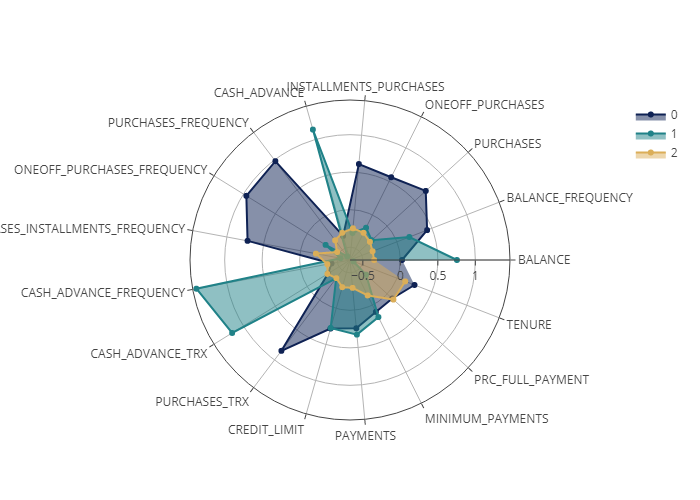 INSTALLMENTS_PURCHASES
CASH_ADVANCE
ONEOFF_PURCHASES
PURCHASES_FREQUENCY
PURCHASES
ONEOFF_PURCHASES_FREQUENCY
BALANCE_FREQUENCY
SES_INSTALLMENTS_FREQUENCY
BALANCE
−0.5 0 0.5 1
CASH_ADVANCE_FREQUENCY
TENURE
CASH_ADVANCE_TRX
PRC_FULL_PAYMENT
PURCHASES_TRX
MINIMUM_PAYMENTS
CREDIT_LIMIT
PAYMENTS
0
1
2